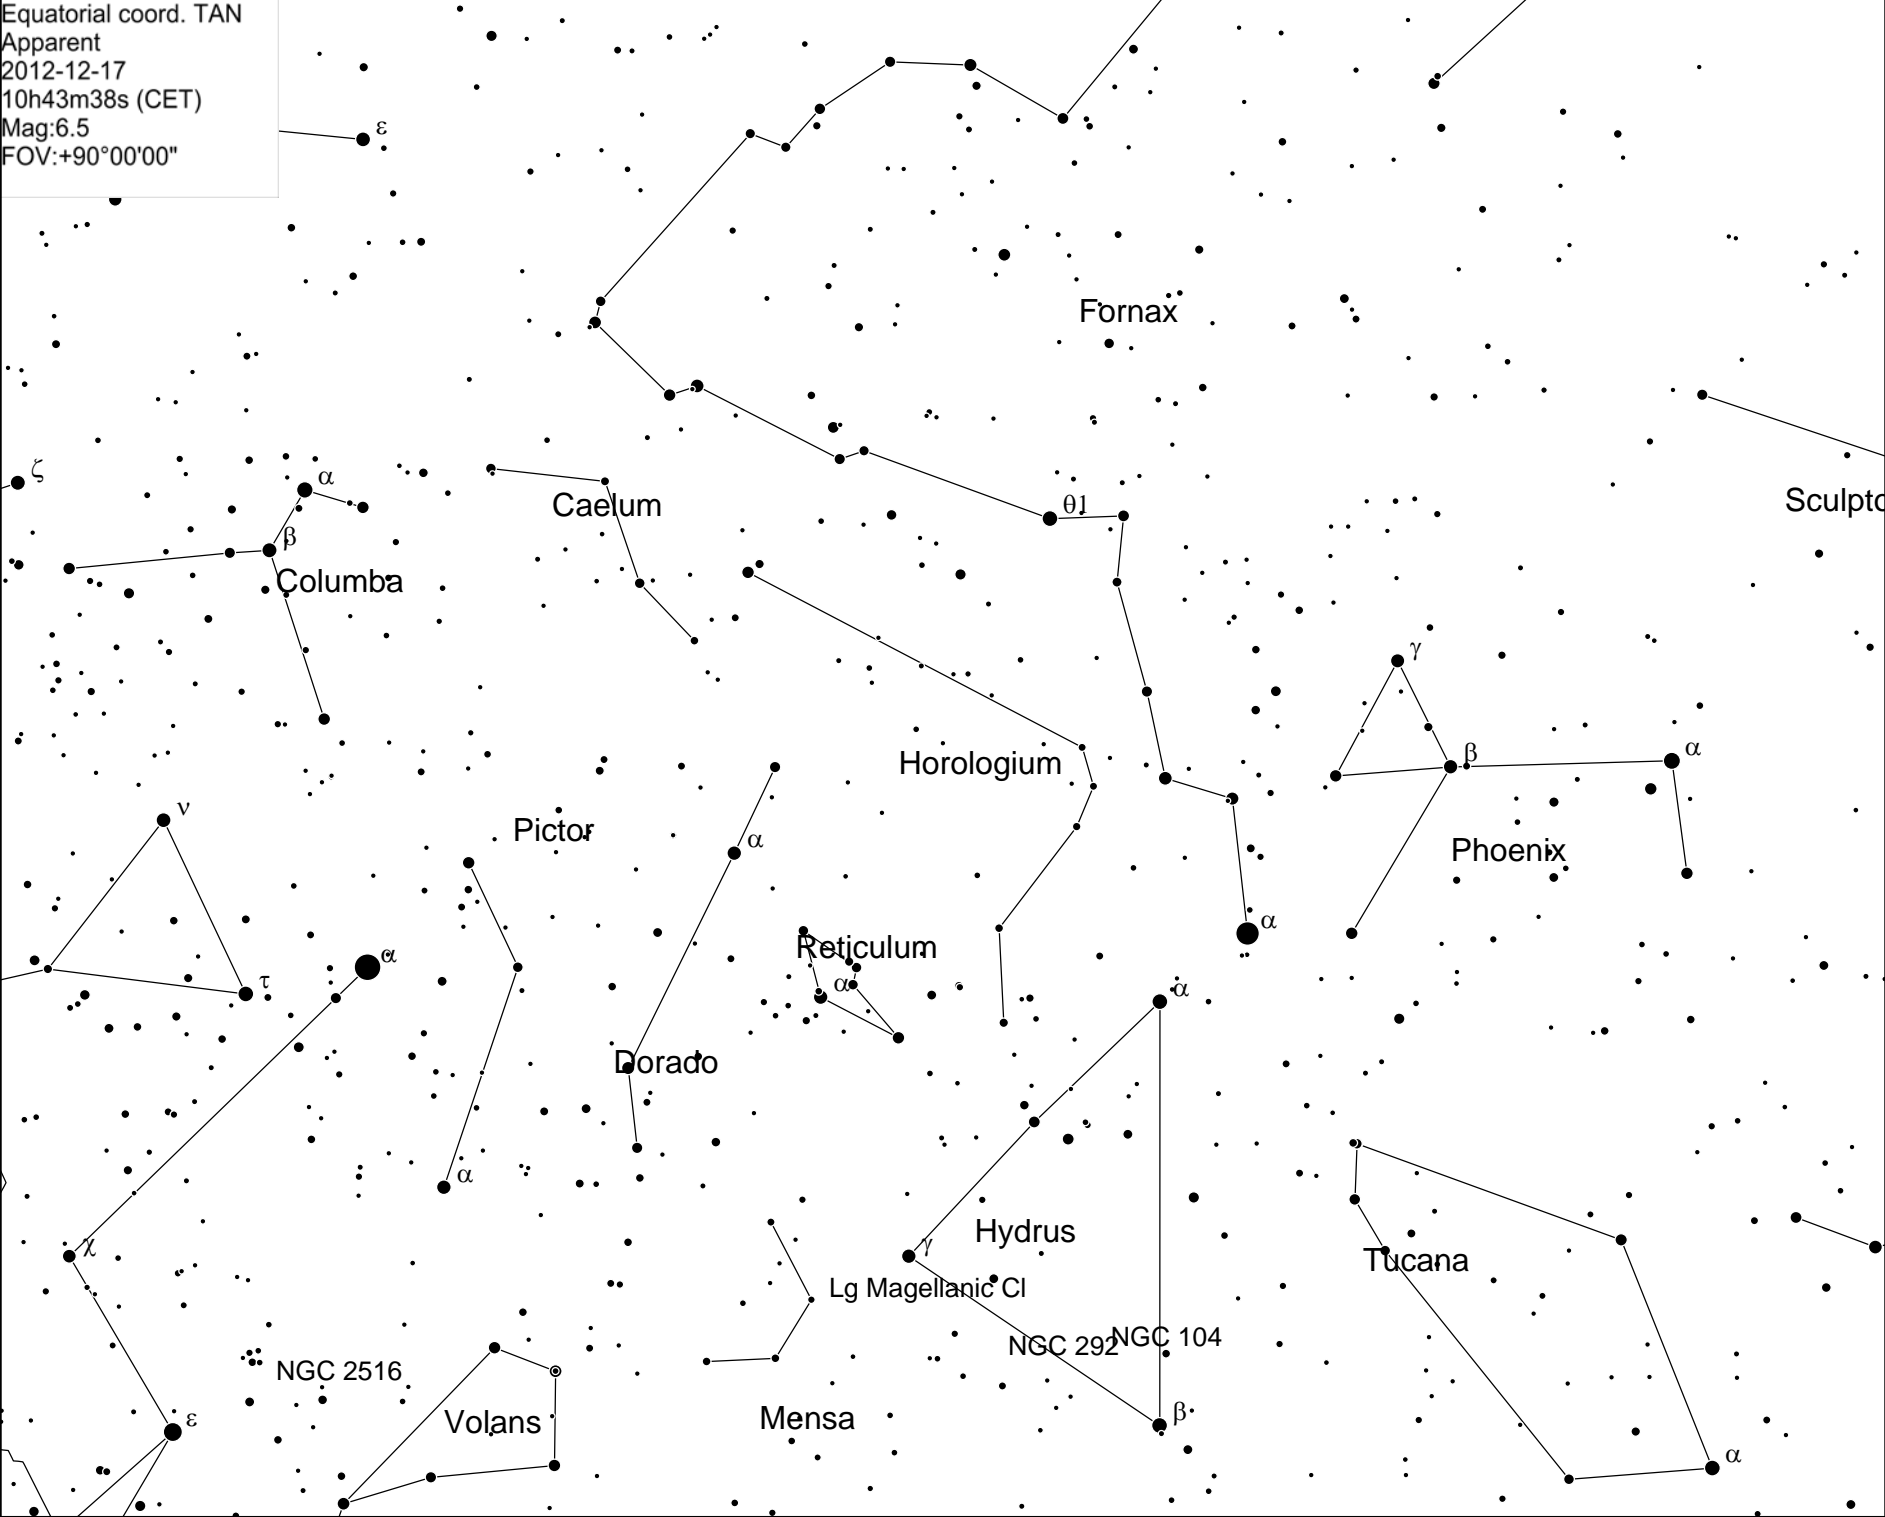 Equatorial coord. TAN
Apparent
2012-12-17
10h43m38s (CET)
Mag:6.5
FOV:+90°00'00"
ε
Fornax
ζ
α
Caelum
θ1
Sculpto
β
Columba
γ
Horologium
β
α
ν
Pictor
α
Phoenix
α
Reticulum
α
τ
α
α
Dorado
α
Hydrus
χ
γ
Tucana
Lg Magellanic Cl
NGC 292
NGC 104
NGC 2516
ε
Volans
Mensa
β
α